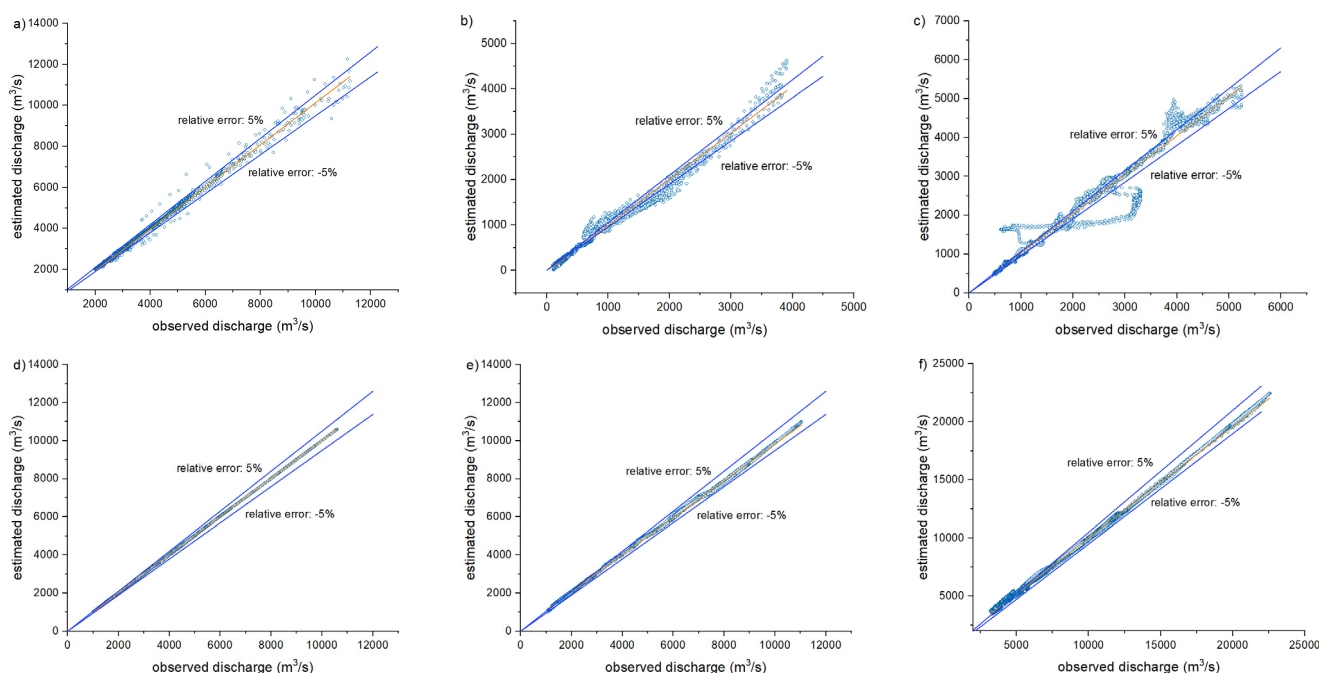 a)
14000
12000
10000
8000
6000
4000
2000
estimated discharge (m³/s)
relative error: 5%
relative error: -5%
2000 4000 6000 8000 10000 12000
observed discharge (m³/s)
b)
5000
4000
3000
2000
1000
0
estimated discharge (m³/s)
relative error: 5%
relative error: -5%
0 1000 2000 3000 4000 5000
observed discharge (m³/s)
c)
7000
6000
5000
4000
3000
2000
1000
0
estimated discharge (m³/s)
relative error: 5%
relative error: -5%
0 1000 2000 3000 4000 5000 6000
observed discharge (m³/s)
d)
14000
12000
10000
8000
6000
4000
2000
0
estimated discharge (m³/s)
relative error: 5%
relative error: -5%
0 2000 4000 6000 8000 10000 12000
observed discharge (m³/s)
e)
14000
12000
10000
8000
6000
4000
2000
0
estimated discharge (m³/s)
relative error: 5%
relative error: -5%
0 2000 4000 6000 8000 10000 12000
observed discharge (m³/s)
f)
25000
20000
15000
10000
5000
estimated discharge (m³/s)
relative error: 5%
relative error: -5%
5000 10000 15000 20000 25000
observed discharge (m³/s)